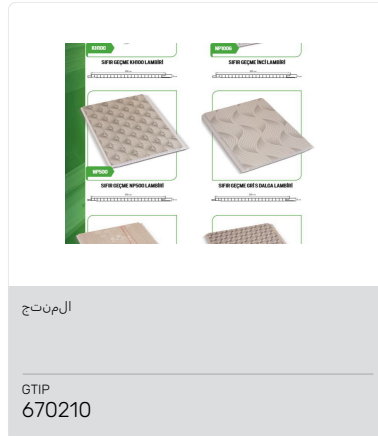 KH100
NP100G
SIFIR GEÇME KH100 LAMBİRİ
SIFIR GEÇME İNCİ LAMBİRİ
NP500
SIFIR GEÇME NP500 LAMBİRİ
SIFIR GEÇME GRİ S DALGA LAMBİRİ
المنتج
GTIP
670210